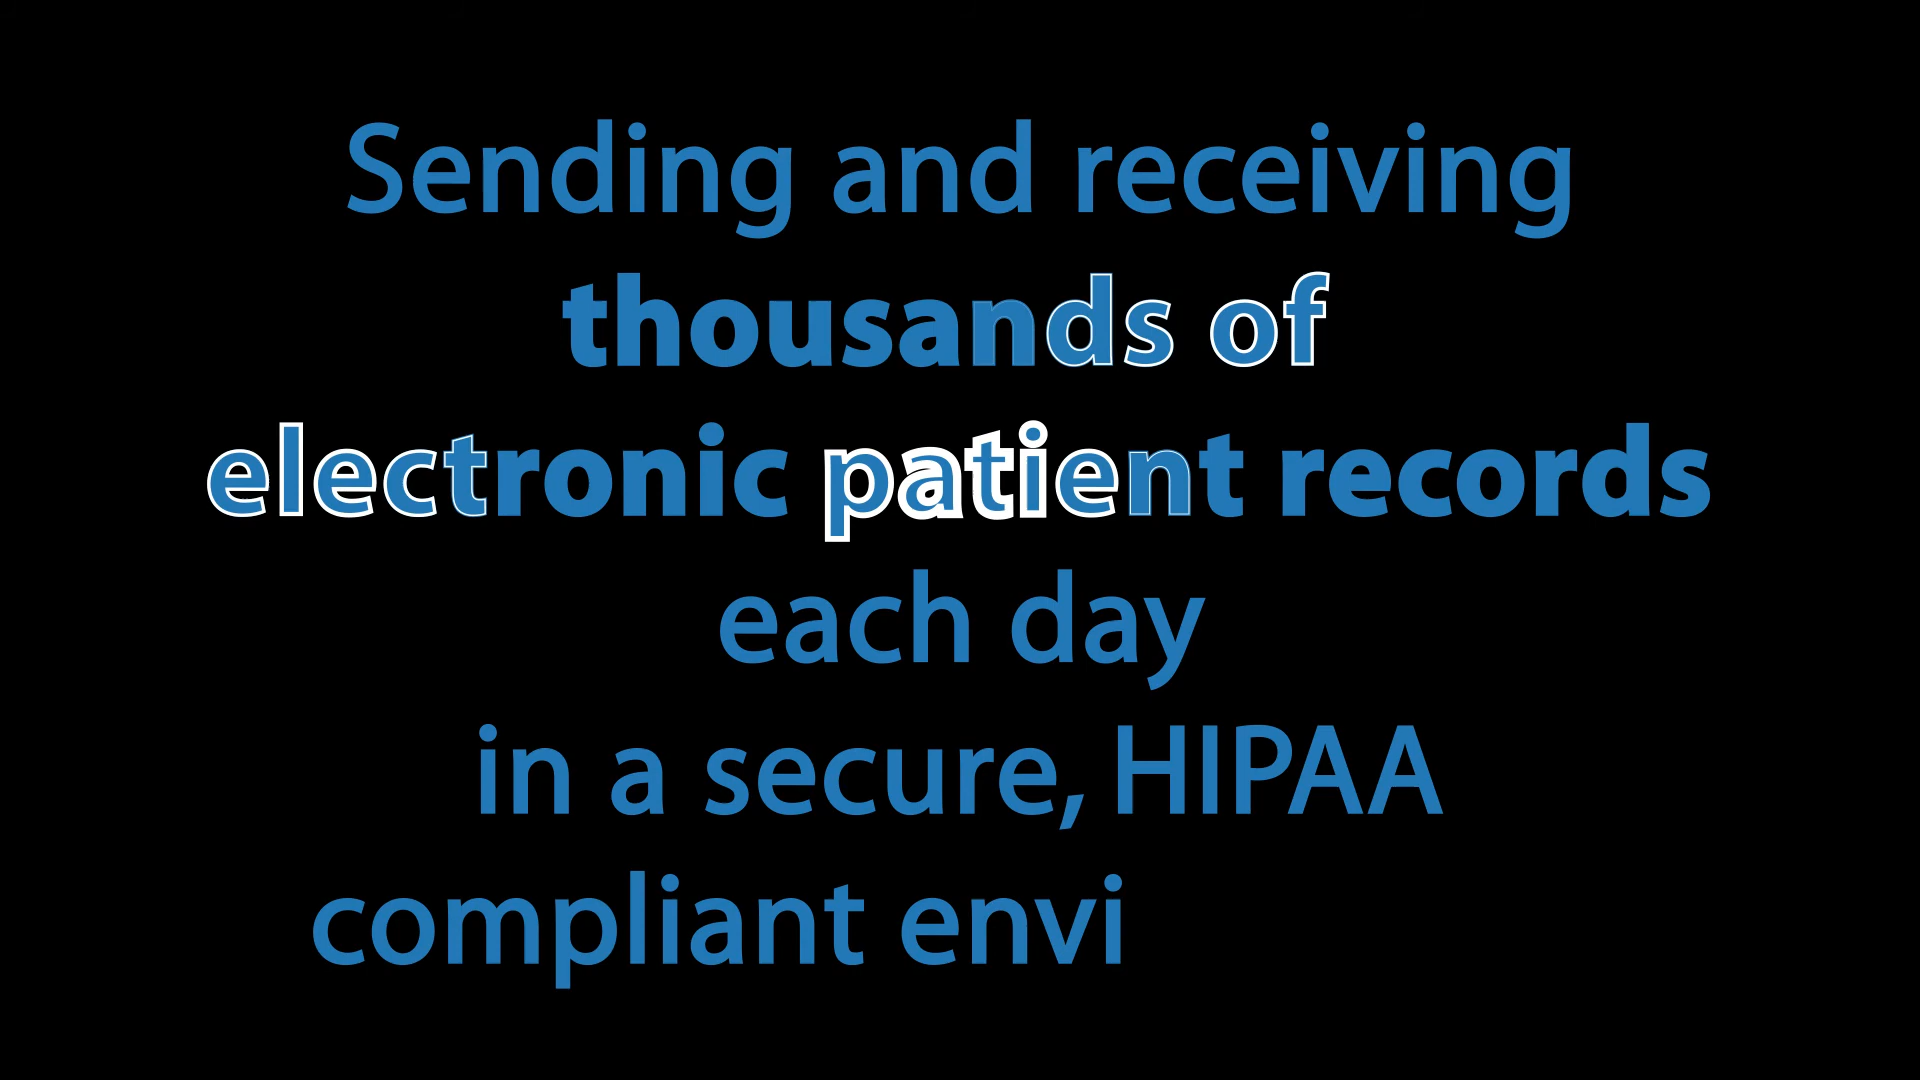 Sending and receiving
thousands of
electronic patient records
each day
in a secure, HIPAA
compliant envi